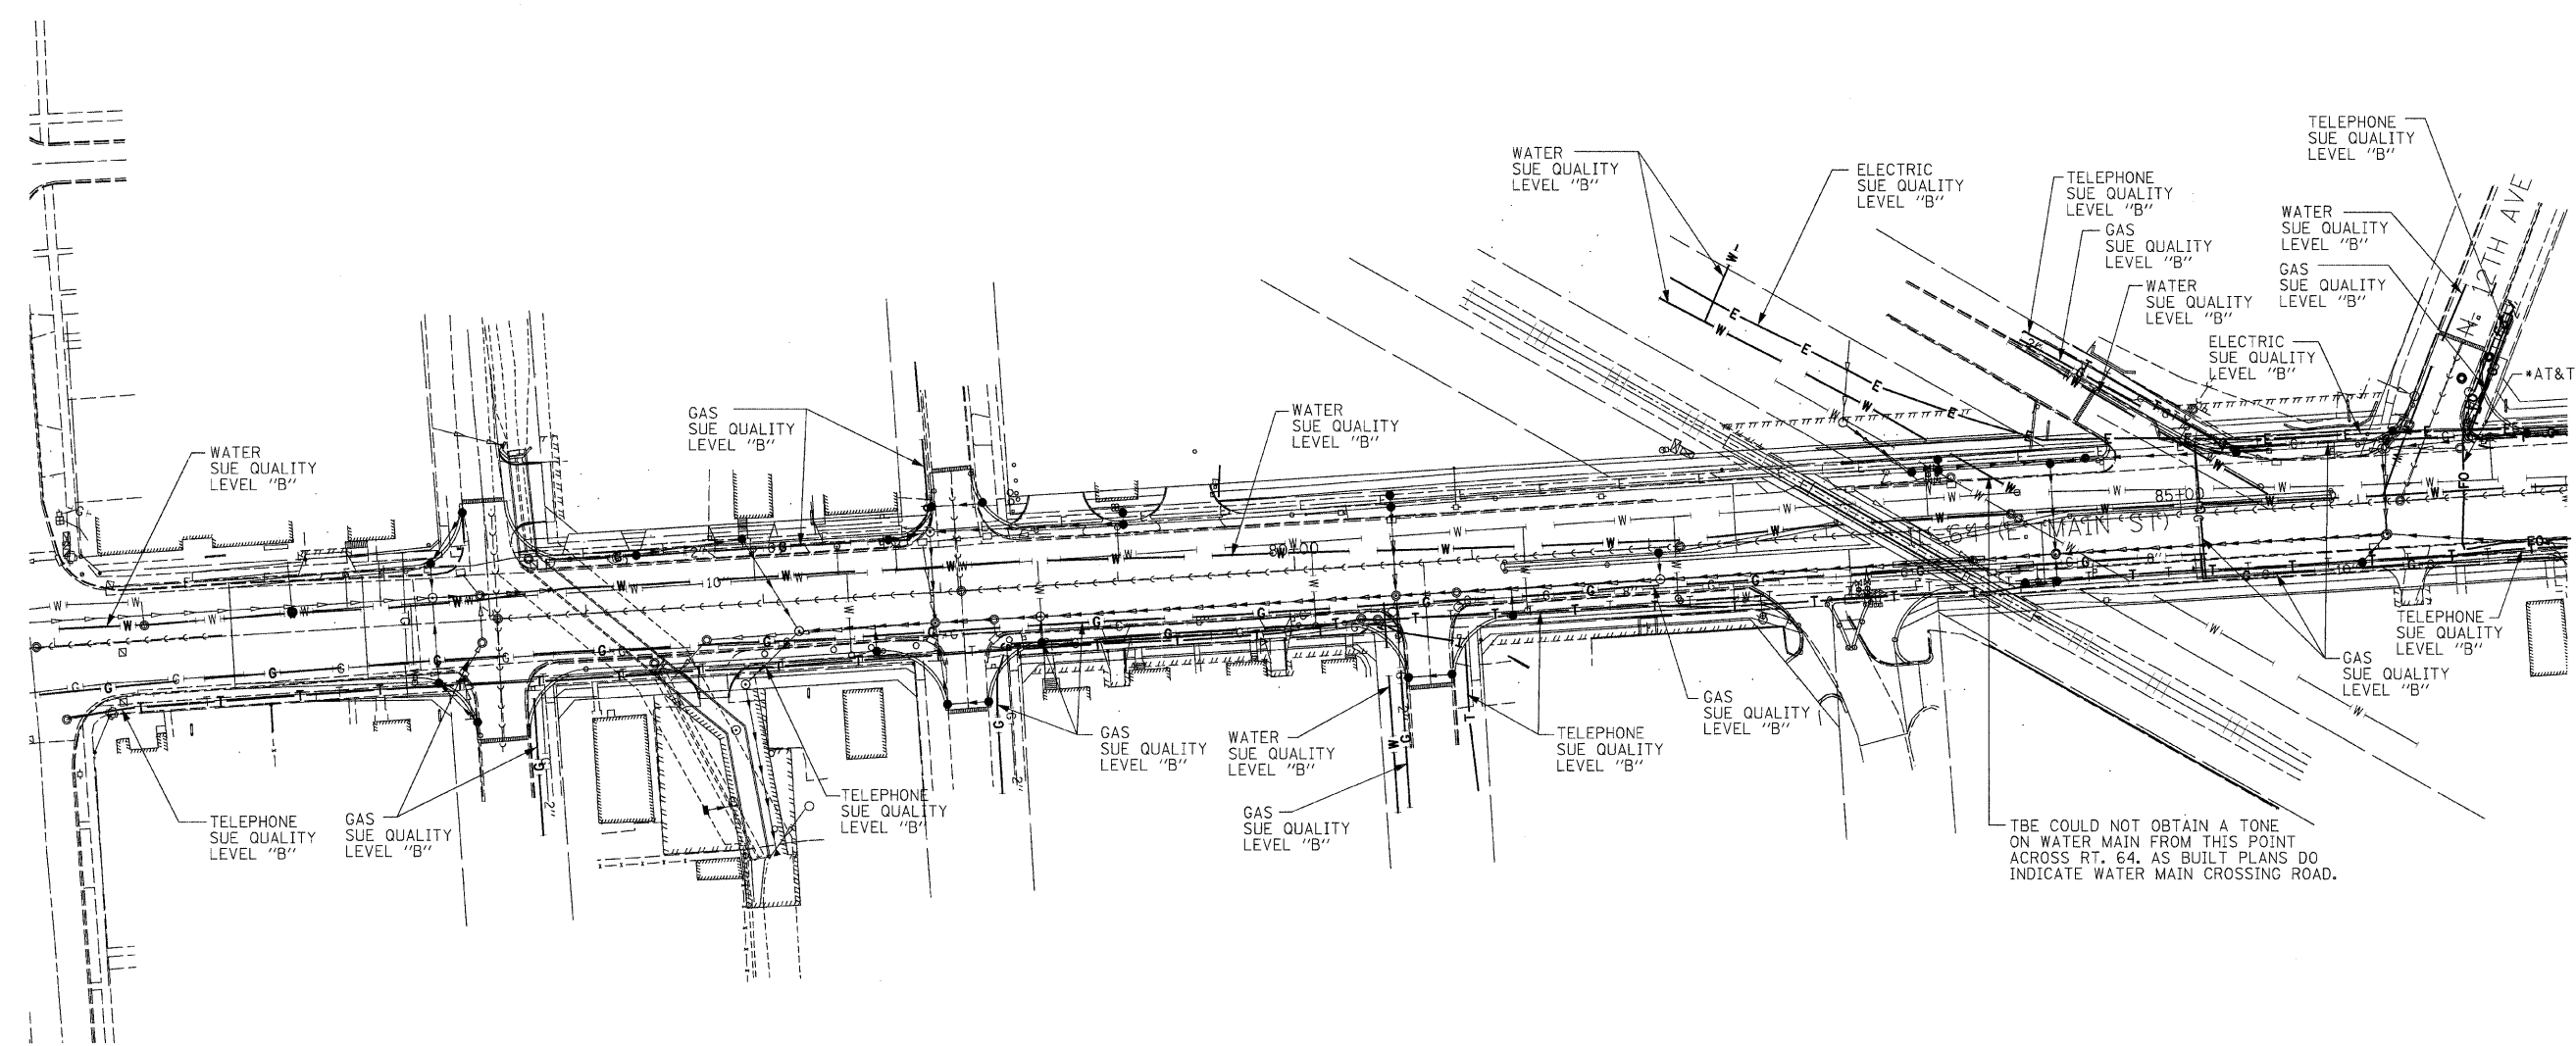 TELEPHONE
SUE QUALITY
LEVEL "B"
WATER
SUE QUALITY
LEVEL "B"
ELECTRIC
SUE QUALITY
LEVEL "B"
TELEPHONE
SUE QUALITY
LEVEL "B"
GAS
SUE QUALITY
LEVEL "B"
WATER
SUE QUALITY
LEVEL "B"
WATER
SUE QUALITY
LEVEL "B"
GAS
SUE QUALITY
LEVEL "B"
ELECTRIC
SUE QUALITY
LEVEL "B"
N. 12TH AVE
*AT&T
GAS
SUE QUALITY
LEVEL "B"
WATER
SUE QUALITY
LEVEL "B"
WATER
SUE QUALITY
LEVEL "B"
85+00
64 (E. MAIN ST)
TELEPHONE
SUE QUALITY
LEVEL "B"
GAS
SUE QUALITY
LEVEL "B"
GAS
SUE QUALITY
LEVEL "B"
TELEPHONE
SUE QUALITY
LEVEL "B"
WATER
SUE QUALITY
LEVEL "B"
GAS
SUE QUALITY
LEVEL "B"
GAS
SUE QUALITY
LEVEL "B"
TELEPHONE
SUE QUALITY
LEVEL "B"
GAS
SUE QUALITY
LEVEL "B"
TELEPHONE
SUE QUALITY
LEVEL "B"
TBE COULD NOT OBTAIN A TONE
ON WATER MAIN FROM THIS POINT
ACROSS RT. 64. AS BUILT PLANS DO
INDICATE WATER MAIN CROSSING ROAD.